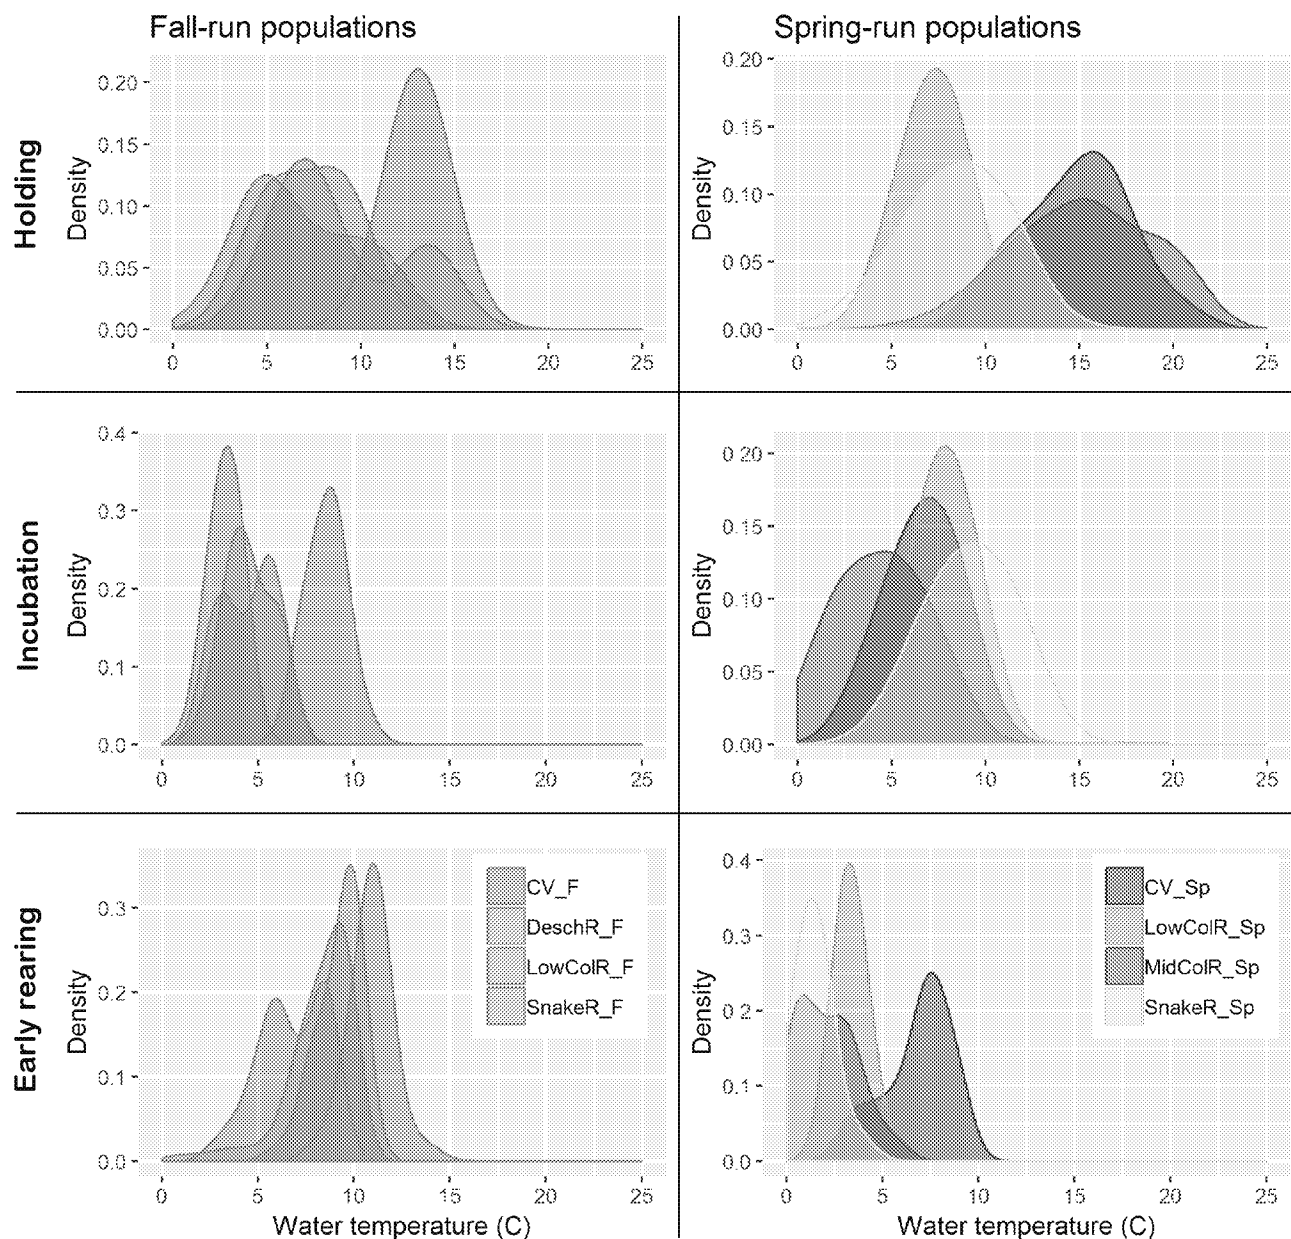 Fall-run populations
Spring-run populations
Holding
Density
0.20
0.15
0.10
0.05
0.00
0 5 10 15 20 25
Density
0.20
0.15
0.10
0.05
0.00
0 5 10 15 20 25
Incubation
Density
0.4
0.3
0.2
0.1
0.0
0 5 10 15 20 25
Density
0.20
0.15
0.10
0.05
0.00
0 5 10 15 20 25
Early rearing
Density
0.3
0.2
0.1
0.0
CV_F
DeschR_F
LowColR_F
SnakeR_F
0 5 10 15 20 25
Water temperature (C)
Density
0.4
0.3
0.2
0.1
0.0
CV_Sp
LowColR_Sp
MidColR_Sp
SnakeR_Sp
0 5 10 15 20 25
Water temperature (C)